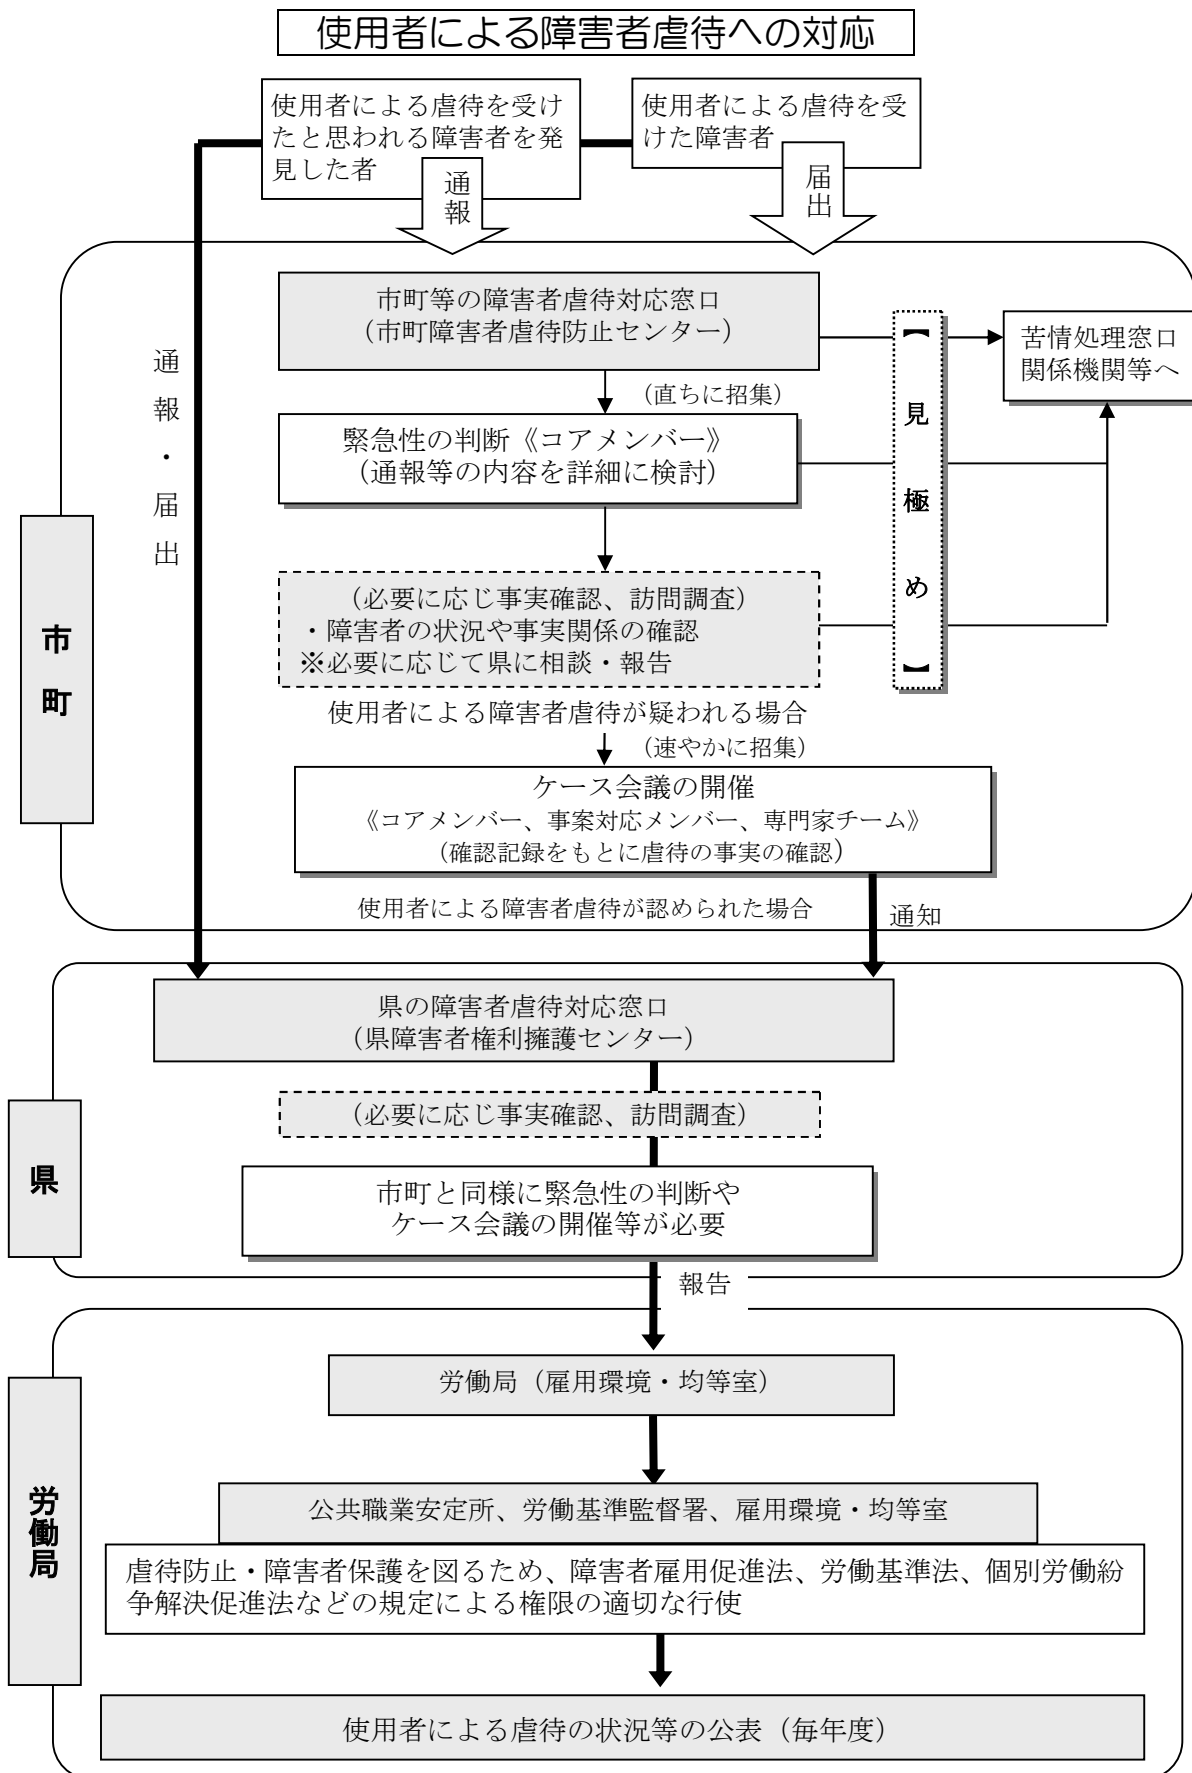 使用者による障害者虐待への対応
使用者による虐待を受け
たと思われる障害者を発
見した者
使用者による虐待を受
けた障害者
通報
届出
市町等の障害者虐待対応窓口
（市町障害者虐待防止センター）
【見極め】
苦情処理窓口
関係機関等へ
通報・届出
（直ちに招集）
緊急性の判断《コアメンバー》
（通報等の内容を詳細に検討）
市町
（必要に応じ事実確認、訪問調査）
・障害者の状況や事実関係の確認
※必要に応じて県に相談・報告
使用者による障害者虐待が疑われる場合
（速やかに招集）
ケース会議の開催
《コアメンバー、事案対応メンバー、専門家チーム》
（確認記録をもとに虐待の事実の確認）
使用者による障害者虐待が認められた場合
通知
県の障害者虐待対応窓口
（県障害者権利擁護センター）
県
（必要に応じ事実確認、訪問調査）
市町と同様に緊急性の判断や
ケース会議の開催等が必要
報告
労働局
労働局（雇用環境・均等室）
公共職業安定所、労働基準監督署、雇用環境・均等室
虐待防止・障害者保護を図るため、障害者雇用促進法、労働基準法、個別労働紛
争解決促進法などの規定による権限の適切な行使
使用者による虐待の状況等の公表（毎年度）